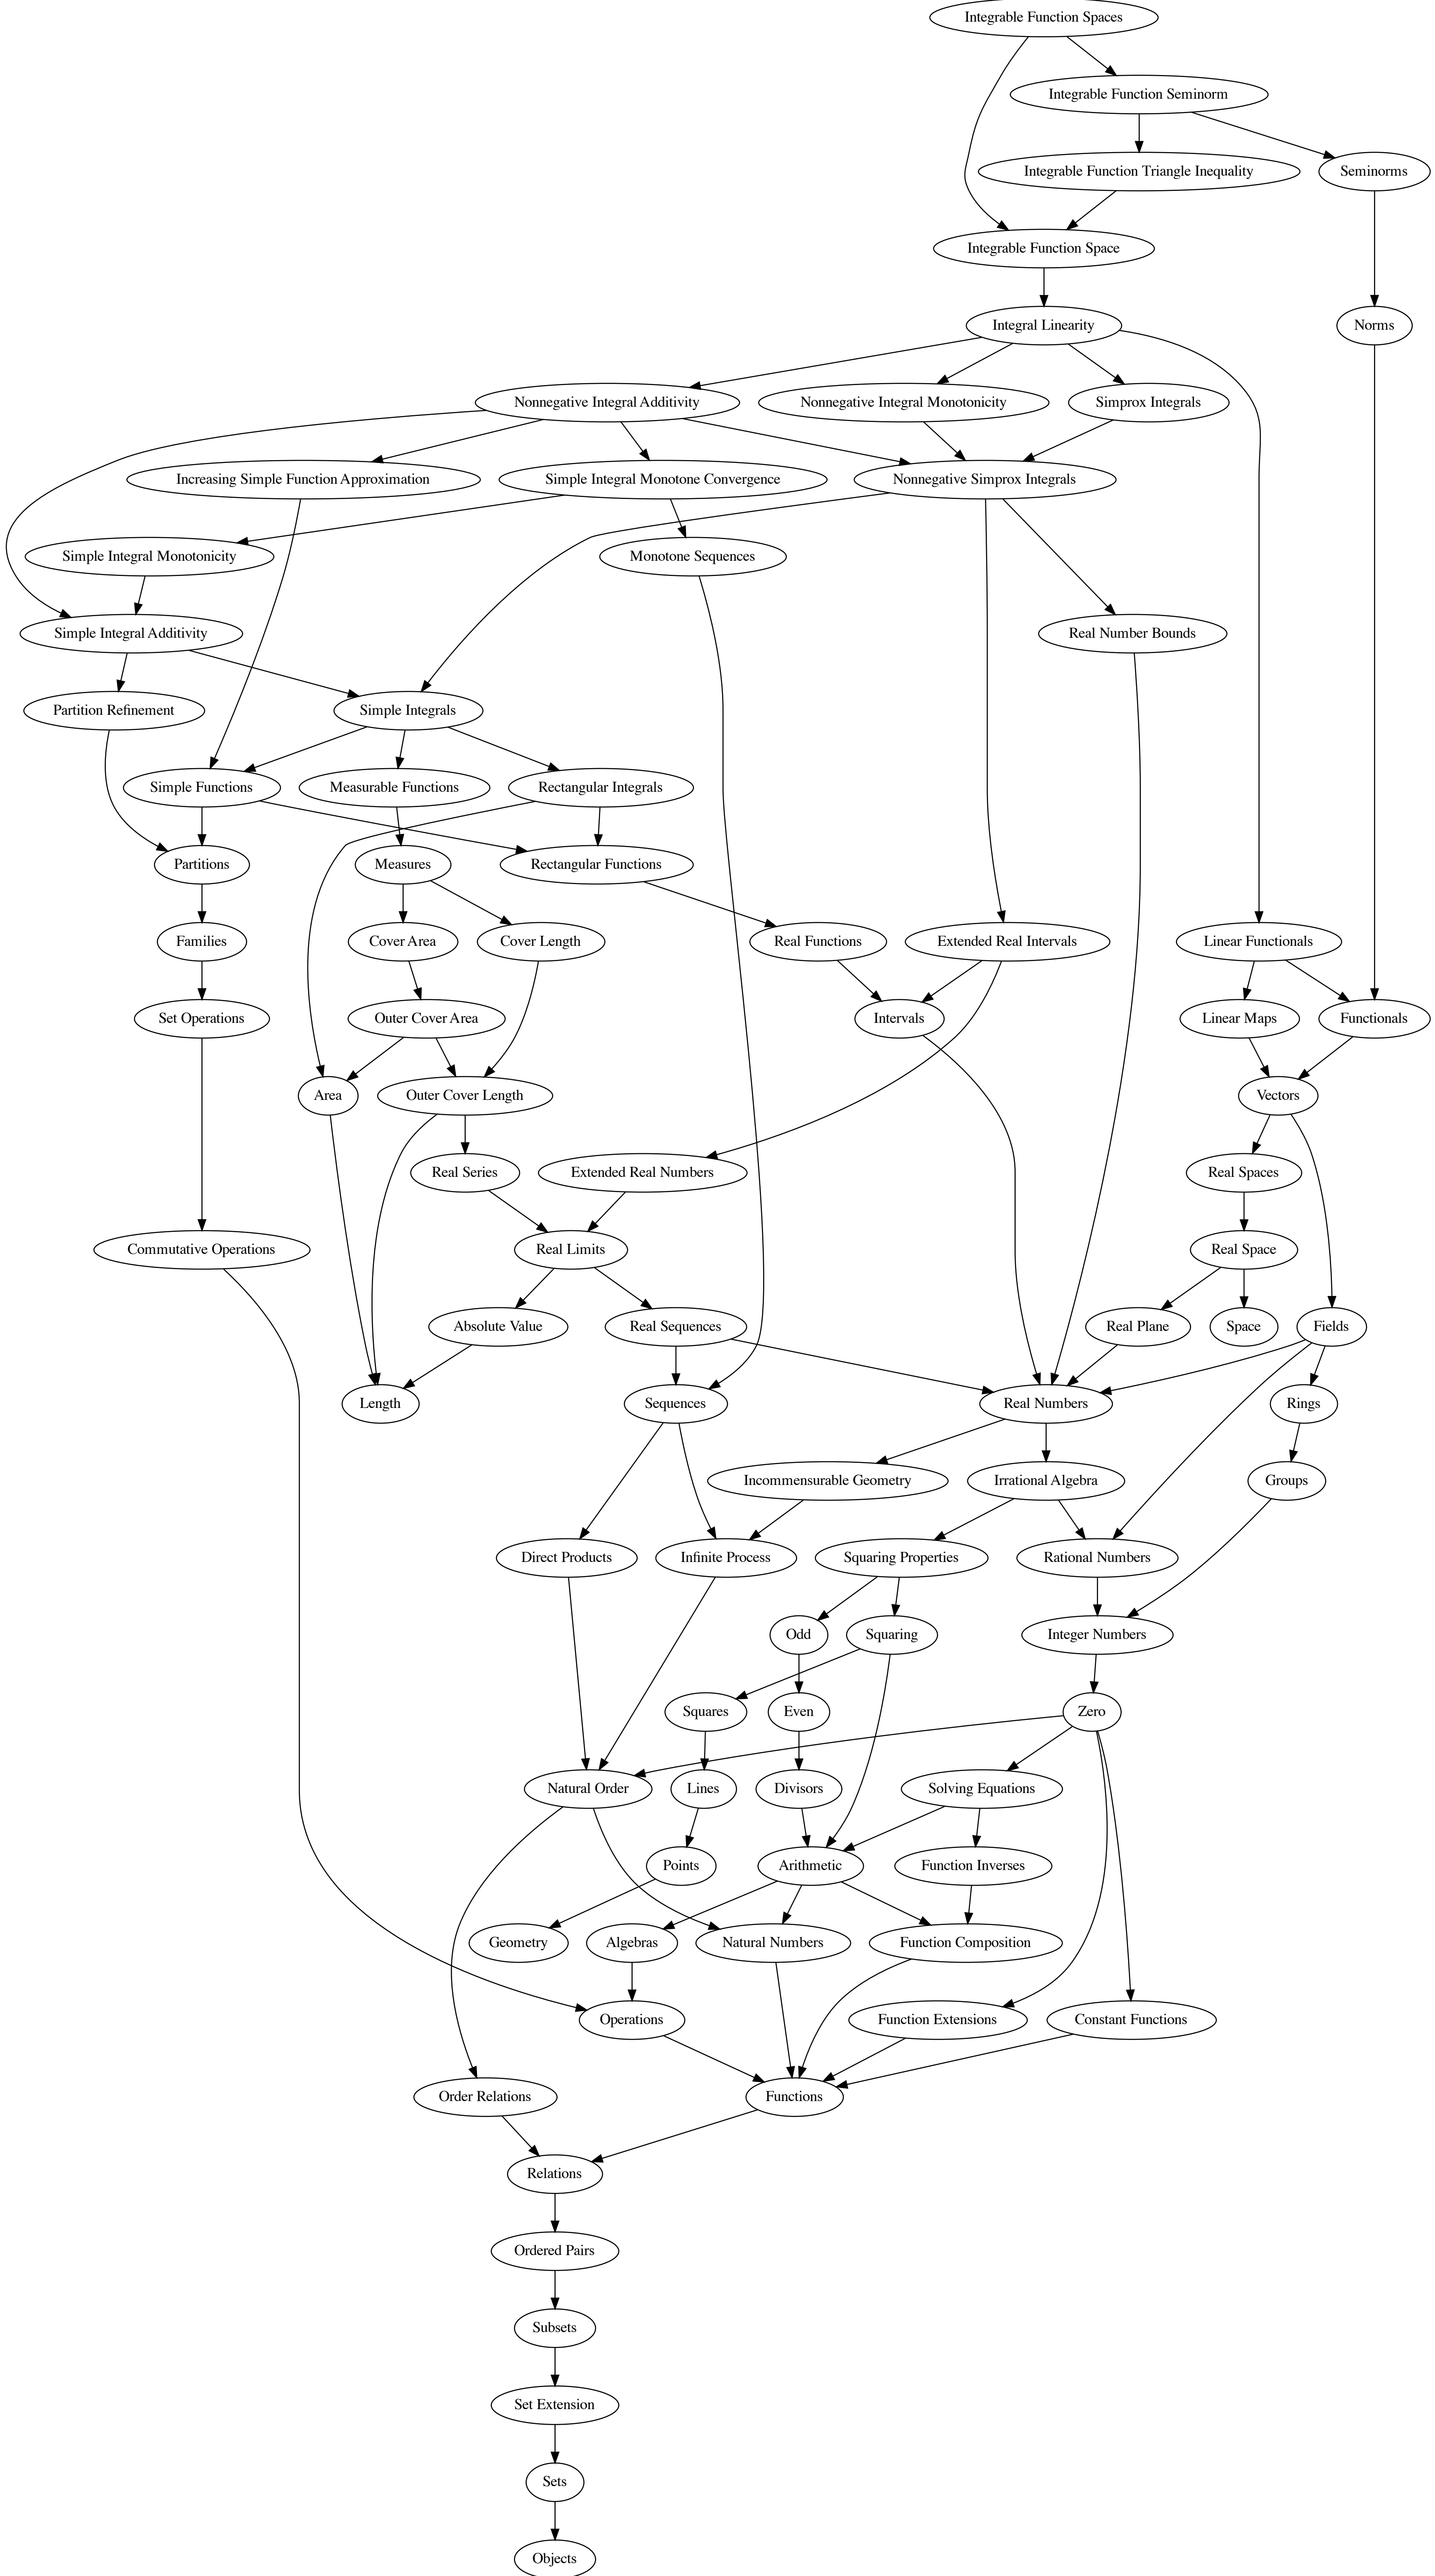 Integrable Function Spaces
Integrable Function Seminorm
Integrable Function Triangle Inequality
Seminorms
Integrable Function Space
Integral Linearity
Norms
Nonnegative Integral Additivity
Nonnegative Integral Monotonicity
Simprox Integrals
Increasing Simple Function Approximation
Simple Integral Monotone Convergence
Nonnegative Simprox Integrals
Simple Integral Monotonicity
Monotone Sequences
Simple Integral Additivity
Real Number Bounds
Partition Refinement
Simple Integrals
Simple Functions
Measurable Functions
Rectangular Integrals
Partitions
Measures
Rectangular Functions
Families
Cover Area
Cover Length
Real Functions
Extended Real Intervals
Linear Functionals
Set Operations
Outer Cover Area
Intervals
Linear Maps
Functionals
Area
Outer Cover Length
Vectors
Real Series
Extended Real Numbers
Real Spaces
Commutative Operations
Real Limits
Real Space
Absolute Value
Real Sequences
Real Plane
Space
Fields
Length
Sequences
Real Numbers
Rings
Incommensurable Geometry
Irrational Algebra
Groups
Direct Products
Infinite Process
Squaring Properties
Rational Numbers
Odd
Squaring
Integer Numbers
Squares
Even
Zero
Natural Order
Lines
Divisors
Solving Equations
Points
Arithmetic
Function Inverses
Geometry
Algebras
Natural Numbers
Function Composition
Operations
Function Extensions
Constant Functions
Order Relations
Functions
Relations
Ordered Pairs
Subsets
Set Extension
Sets
Objects